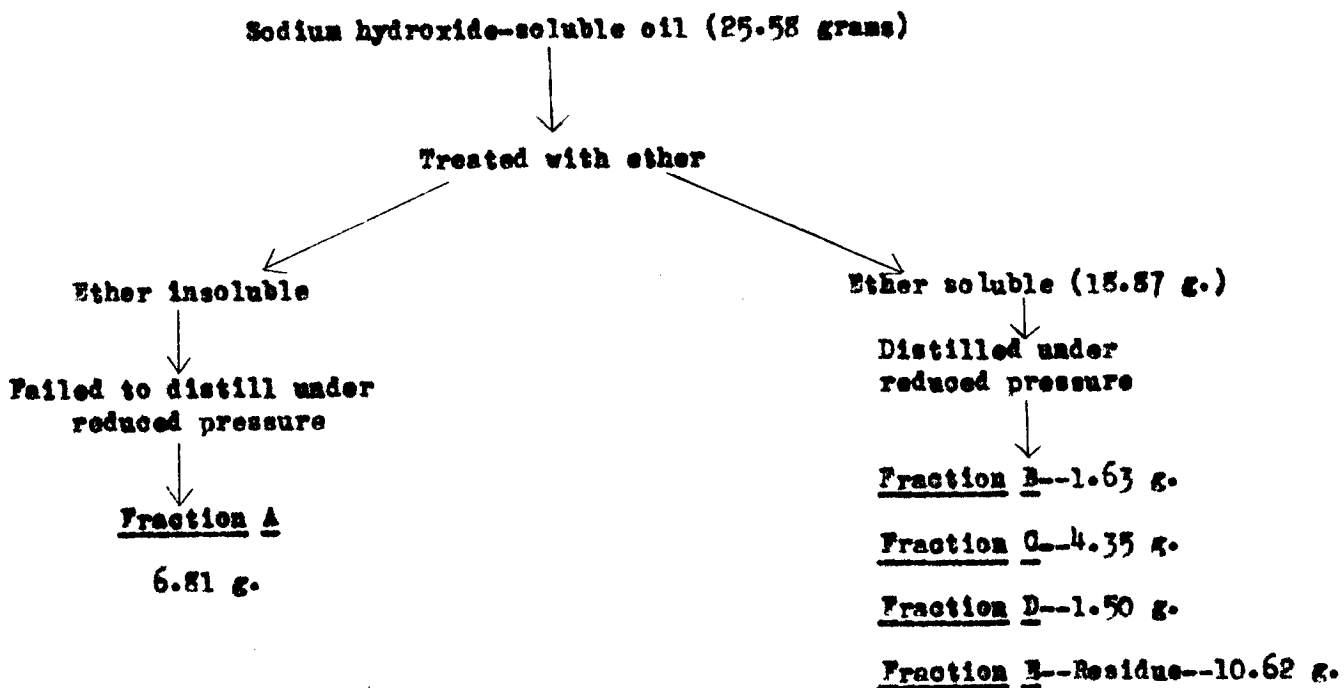 Sodium hydroxide-soluble oil (25.58 grams)
Treated with ether
Ether insoluble
Failed to distill under
reduced pressure
Fraction A
6.81 g.
Ether soluble (18.87 g.)
Distilled under
reduced pressure
Fraction B--1.63 g.
Fraction C--4.35 g.
Fraction D--1.50 g.
Fraction E--Residue--10.62 g.